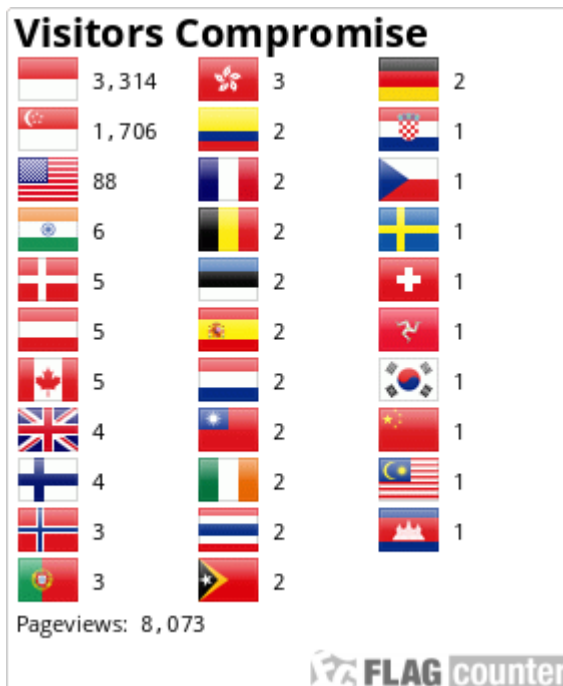 Visitors Compromise
3,314 3 2
1,706 2 1
88 2 1
6 2 1
5 2 1
5 2 1
5 2 1
4 2 1
4 2 1
3 2 1
3 2
Pageviews: 8,073
FC FLAG counter